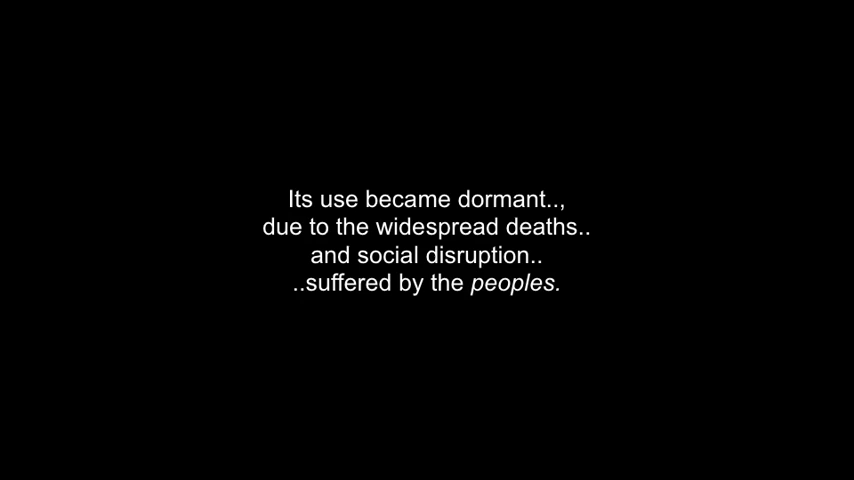 Its use became dormant..,
due to the widespread deaths..
and social disruption..
..suffered by the peoples.